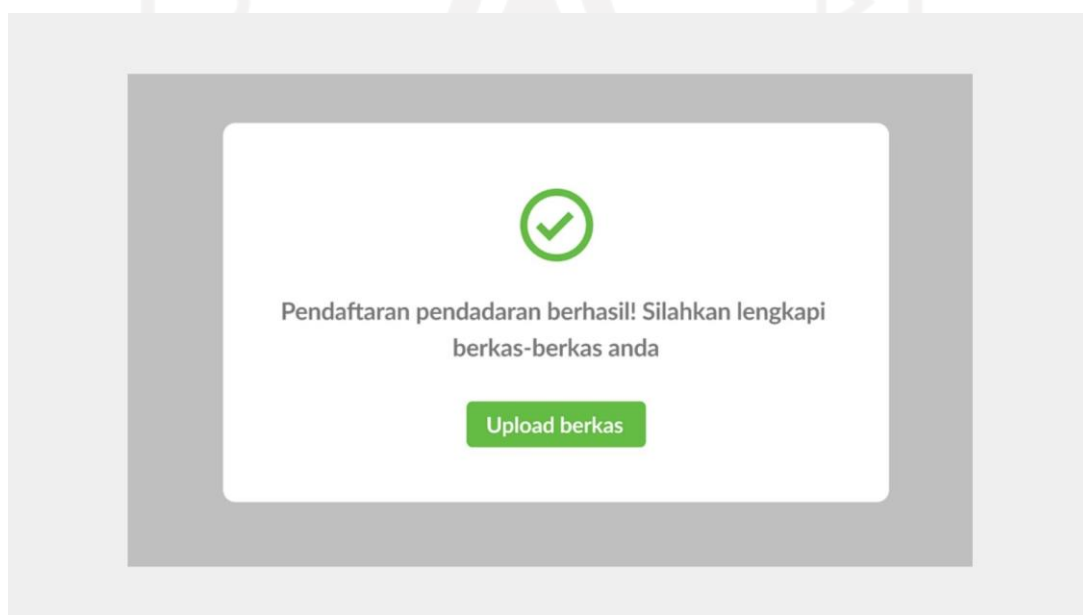 Pendaftaran pendadaran berhasil! Silahkan lengkapi
berkas-berkas anda
Upload berkas